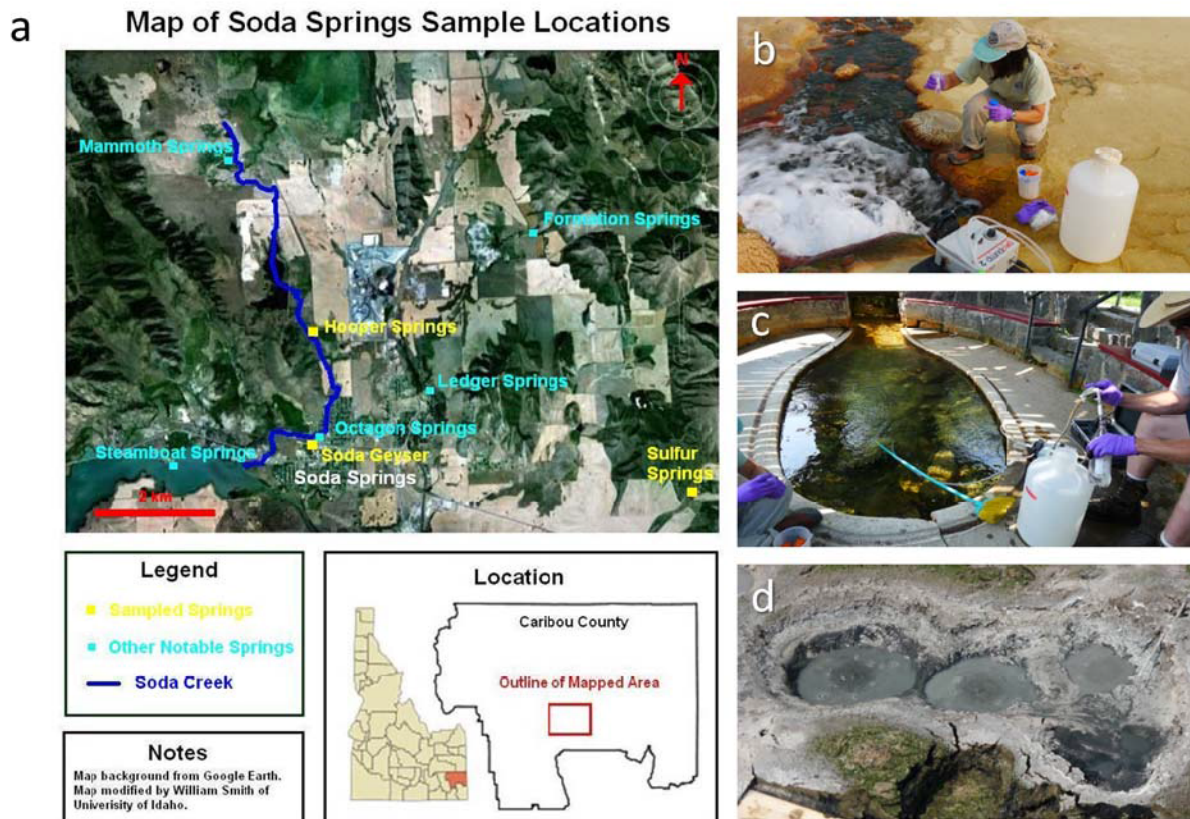 a
Map of Soda Springs Sample Locations
N
Mammoth Springs
Formation Springs
Hooper Springs
Ledger Springs
Octagon Springs
Soda Geyser
Steamboat Springs
Soda Springs
Sulfur
Springs
2 km
Legend
Sampled Springs
Other Notable Springs
Soda Creek
Notes
Map background from Google Earth.
Map modified by William Smith of
Univerisity of Idaho.
Location
Caribou County
Outline of Mapped Area
b
c
d